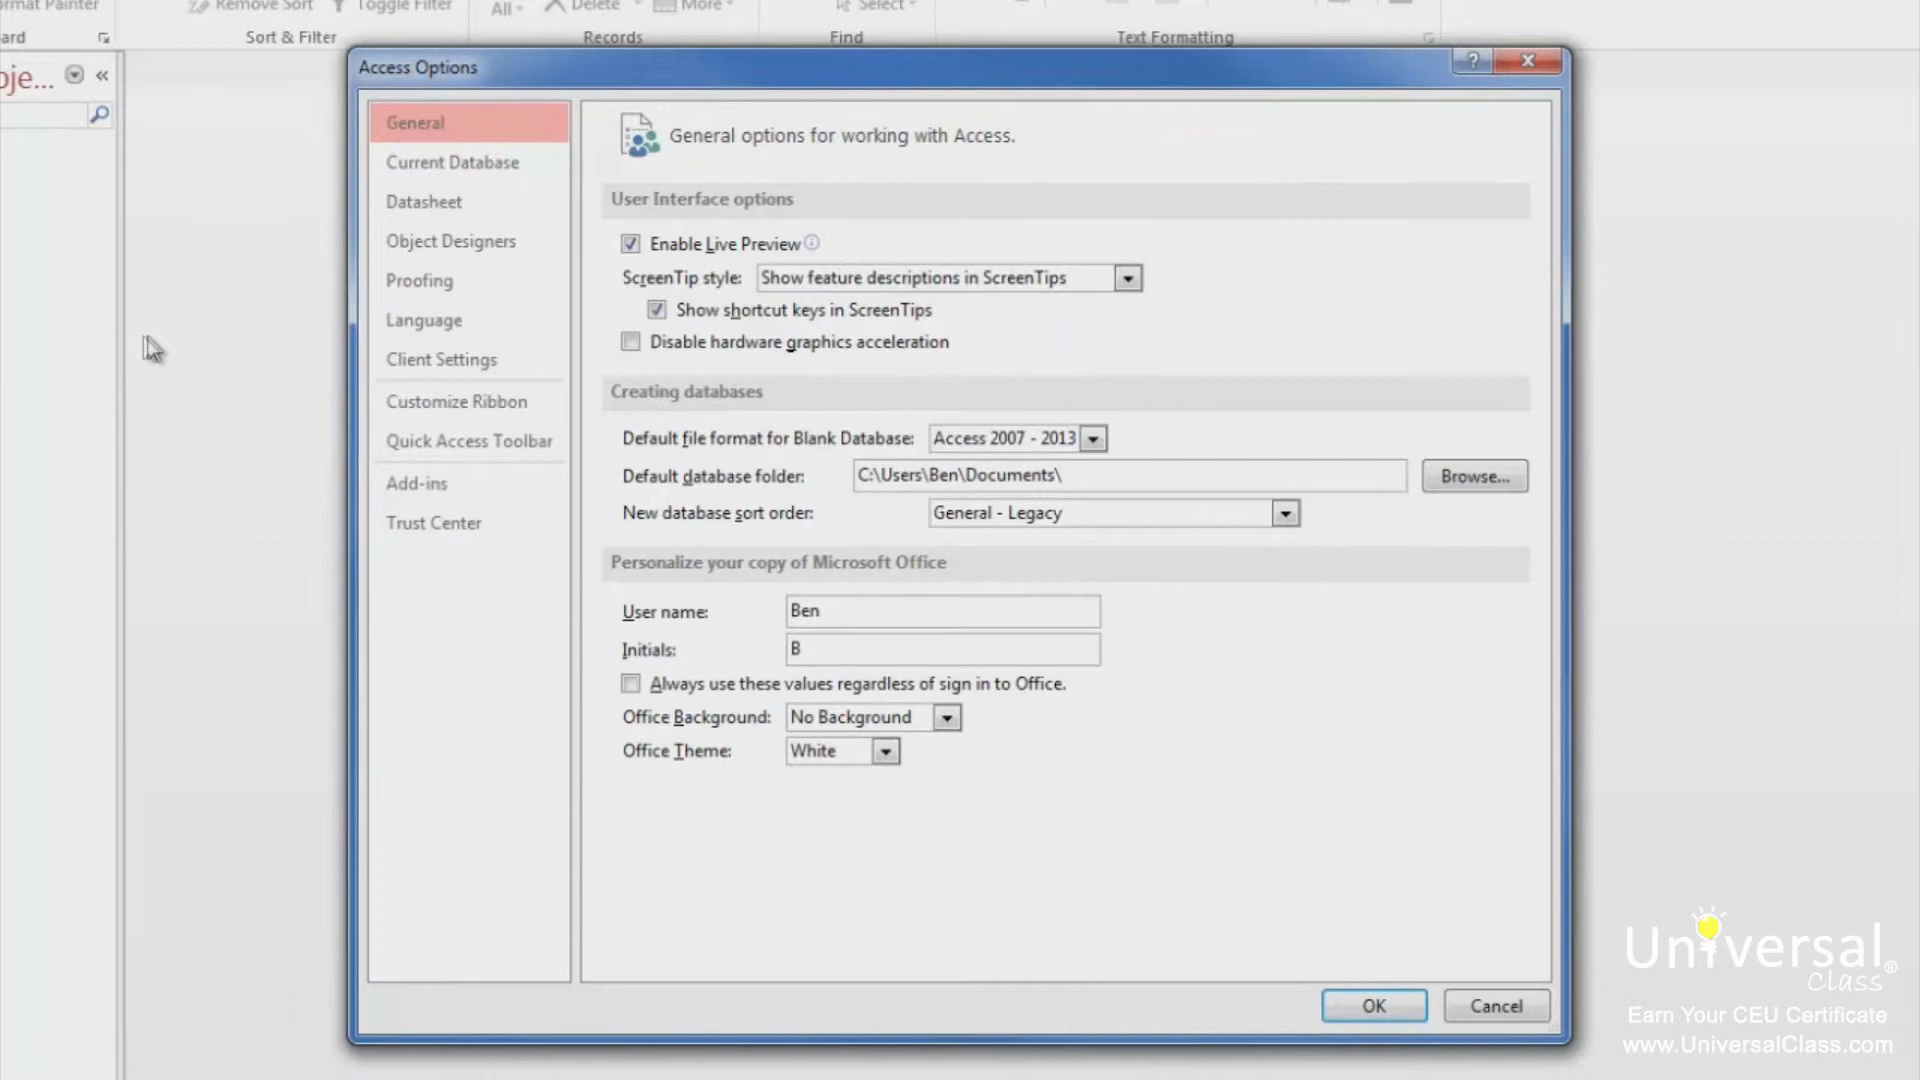 Remove Sort
Toggle Filter
All
Delete
More
Select
Painter
Sort & Filter
Records
Find
Text Formatting
Access Options
?
General
Current Database
Datasheet
Object Designers
Proofing
Language
Client Settings
Customize Ribbon
Quick Access Toolbar
Add-ins
Trust Center
General options for working with Access.
User Interface options
Enable Live Preview
ScreenTip style: Show feature descriptions in ScreenTips
Show shortcut keys in ScreenTips
Disable hardware graphics acceleration
Creating databases
Default file format for Blank Database: Access 2007 - 2013
Default database folder: C:\Users\Ben\Documents\ Browse...
New database sort order: General - Legacy
Personalize your copy of Microsoft Office
User name: Ben
Initials: B
Always use these values regardless of sign in to Office.
Office Background: No Background
Office Theme: White
OK Cancel
Universal
Class®
Earn Your CEU Certificate
www.UniversalClass.com